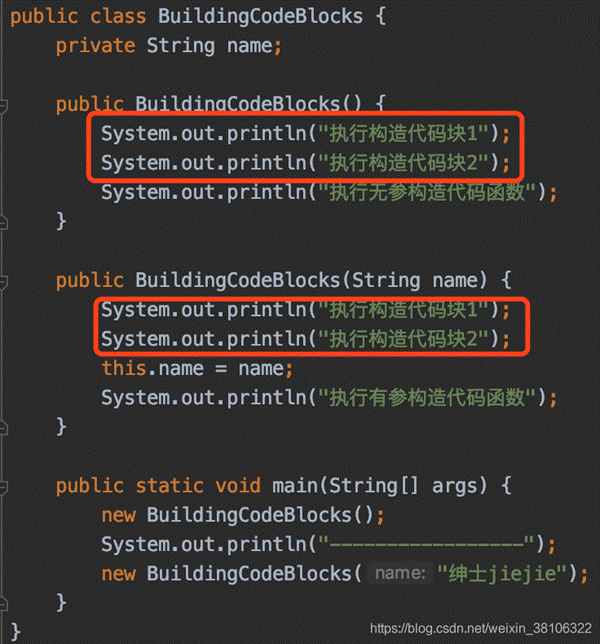 public class BuildingCodeBlocks {
private String name;
public BuildingCodeBlocks() {
System.out.println("执行构造代码块1");
System.out.println("执行构造代码块2");
System.out.println("执行无参构造代码函数");
}
public BuildingCodeBlocks(String name) {
System.out.println("执行构造代码块1");
System.out.println("执行构造代码块2");
this.name = name;
System.out.println("执行有参构造代码函数");
}
public static void main(String[] args) {
new BuildingCodeBlocks();
System.out.println("-----------------");
new BuildingCodeBlocks( name: "绅士jiejie");
}
}
https://blog.csdn.net/weixin_38106322